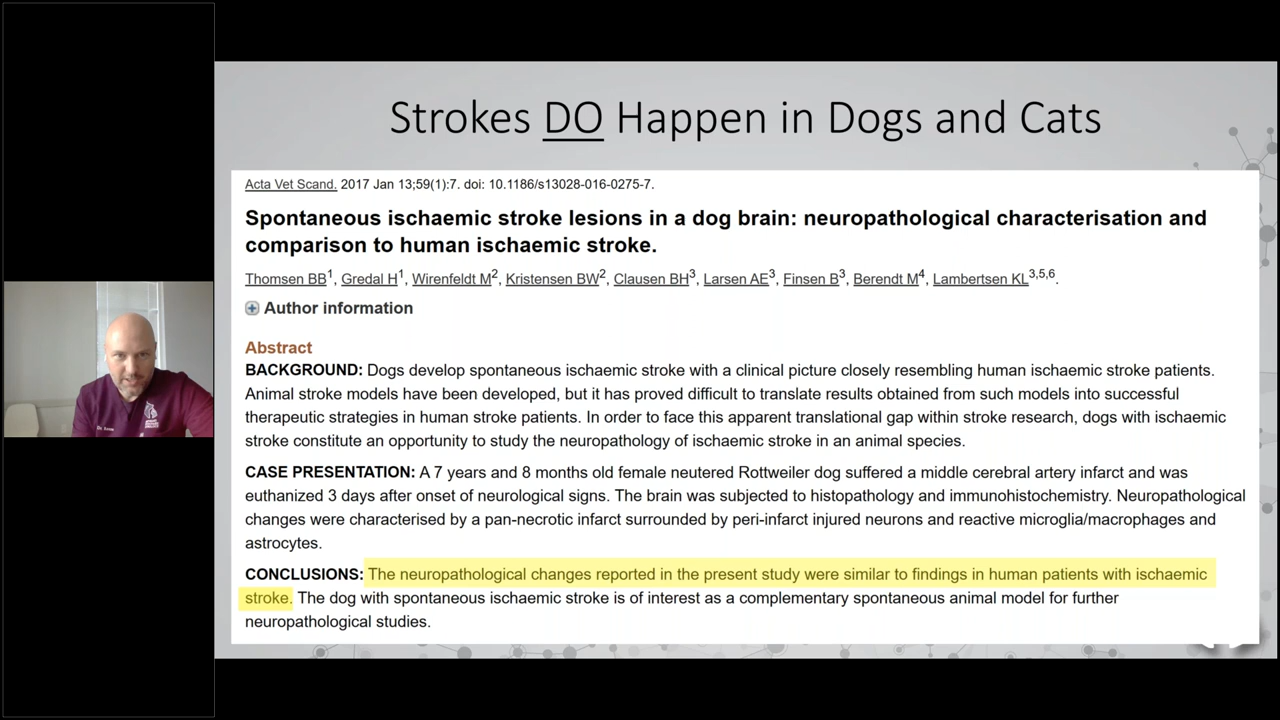 Strokes DO Happen in Dogs and Cats
Acta Vet Scand. 2017 Jan 13;59(1):7. doi: 10.1186/s13028-016-0275-7.
Spontaneous ischaemic stroke lesions in a dog brain: neuropathological characterisation and
comparison to human ischaemic stroke.
Thomsen BB1, Gredal H1, Wirenfeldt M2, Kristensen BW2, Clausen BH3, Larsen AE3, Finsen B3, Berendt M4, Lambertsen KL3,5,6.
Author information
Abstract
BACKGROUND: Dogs develop spontaneous ischaemic stroke with a clinical picture closely resembling human ischaemic stroke patients.
Animal stroke models have been developed, but it has proved difficult to translate results obtained from such models into successful
therapeutic strategies in human stroke patients. In order to face this apparent translational gap within stroke research, dogs with ischaemic
stroke constitute an opportunity to study the neuropathology of ischaemic stroke in an animal species.
CASE PRESENTATION: A 7 years and 8 months old female neutered Rottweiler dog suffered a middle cerebral artery infarct and was
euthanized 3 days after onset of neurological signs. The brain was subjected to histopathology and immunohistochemistry. Neuropathological
changes were characterised by a pan-necrotic infarct surrounded by peri-infarct injured neurons and reactive microglia/macrophages and
astrocytes.
CONCLUSIONS: The neuropathological changes reported in the present study were similar to findings in human patients with ischaemic
stroke. The dog with spontaneous ischaemic stroke is of interest as a complementary spontaneous animal model for further
neuropathological studies.